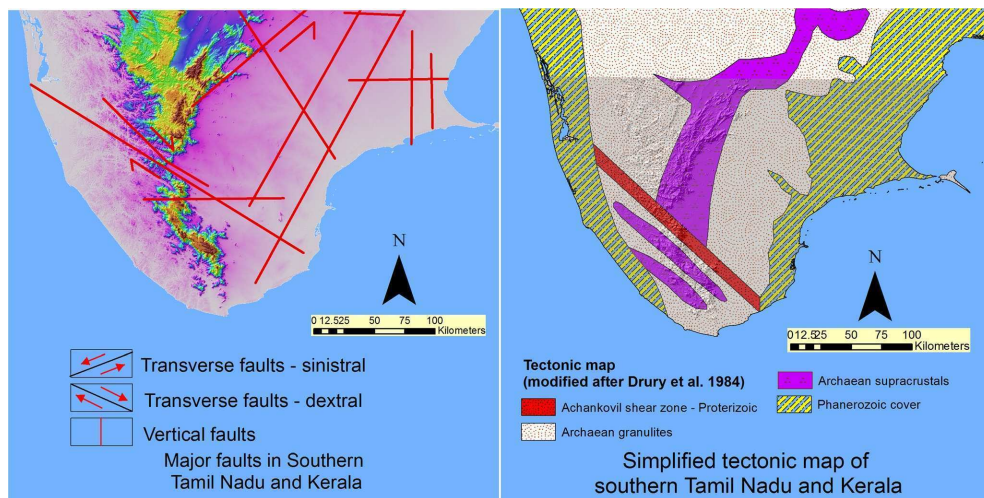 N
0 12.525 50 75 100
Kilometers
Transverse faults - sinistral
Transverse faults - dextral
Vertical faults
Major faults in Southern
Tamil Nadu and Kerala
N
0 12.525 50 75 100
Kilometers
Tectonic map
(modified after Drury et al. 1984)
Achankovil shear zone - Proterizoic
Archaean granulites
Archaean supracrustals
Phanerozoic cover
Simplified tectonic map of
southern Tamil Nadu and Kerala